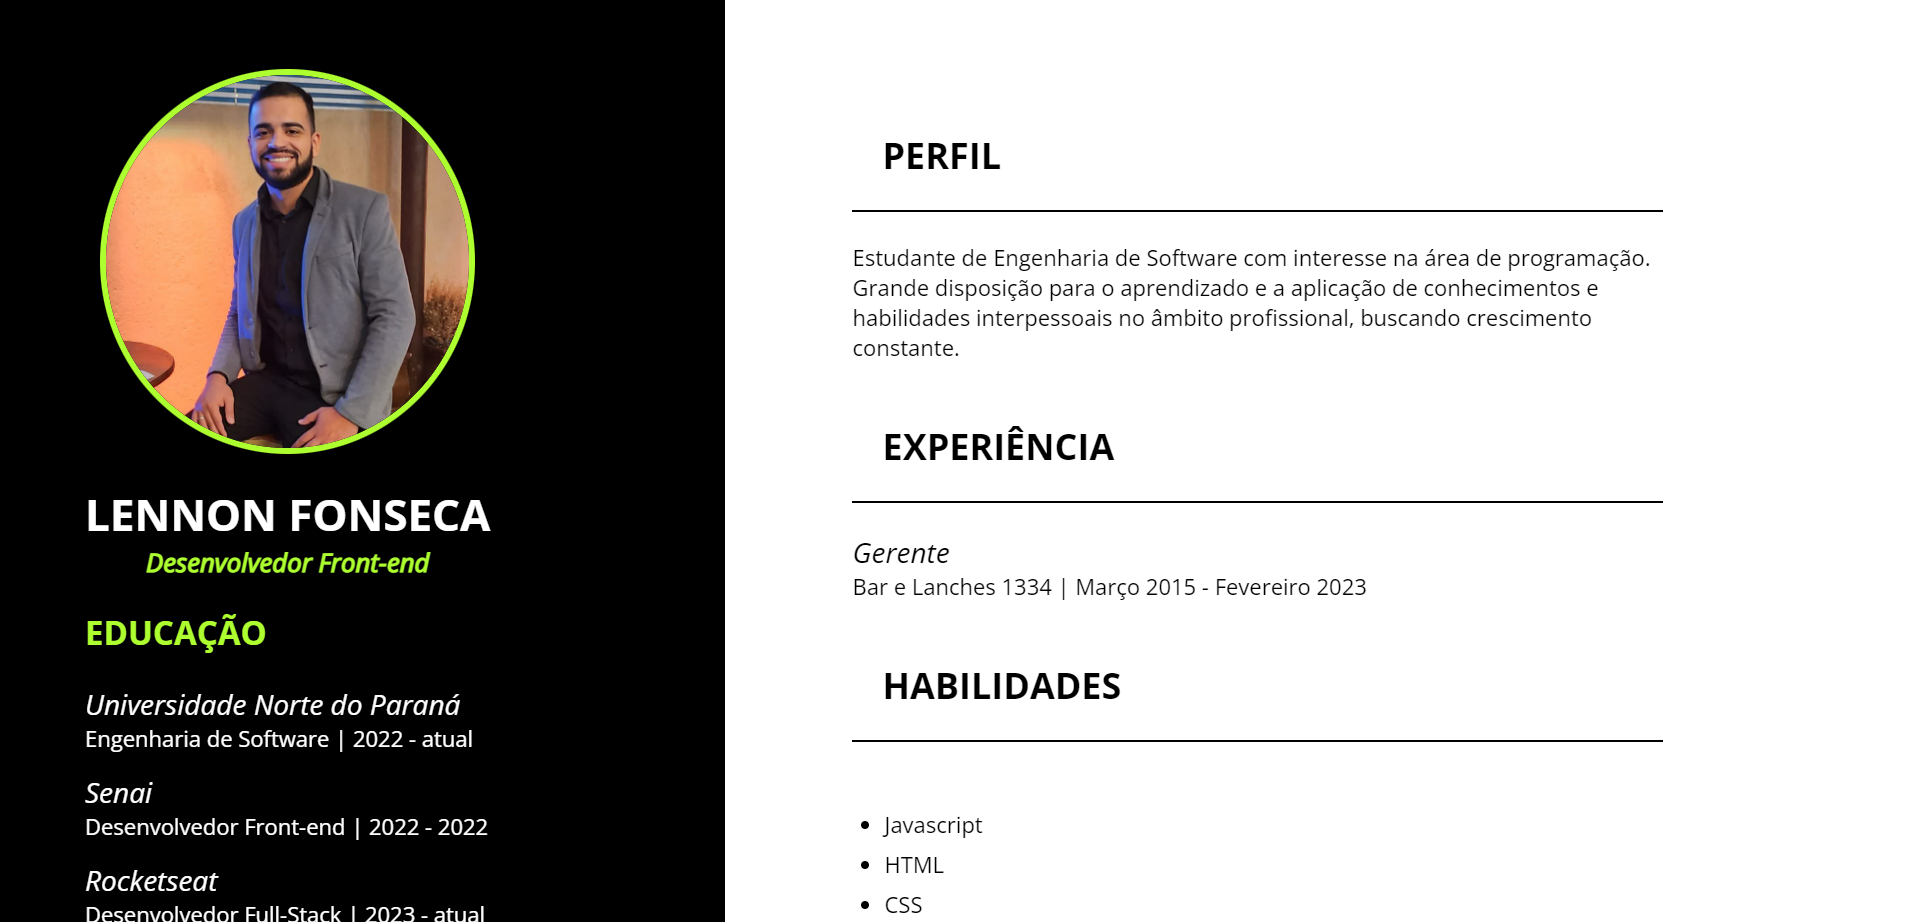 LENNON FONSECA
Desenvolvedor Front-end
EDUCAÇÃO
Universidade Norte do Paraná
Engenharia de Software | 2022 - atual
Senai
Desenvolvedor Front-end | 2022 - 2022
Rocketseat
Desenvolvedor Full-Stack | 2023 - atual
PERFIL
Estudante de Engenharia de Software com interesse na área de programação.
Grande disposição para o aprendizado e a aplicação de conhecimentos e
habilidades interpessoais no âmbito profissional, buscando crescimento
constante.
EXPERIÊNCIA
Gerente
Bar e Lanches 1334 | Março 2015 - Fevereiro 2023
HABILIDADES
Javascript
HTML
CSS